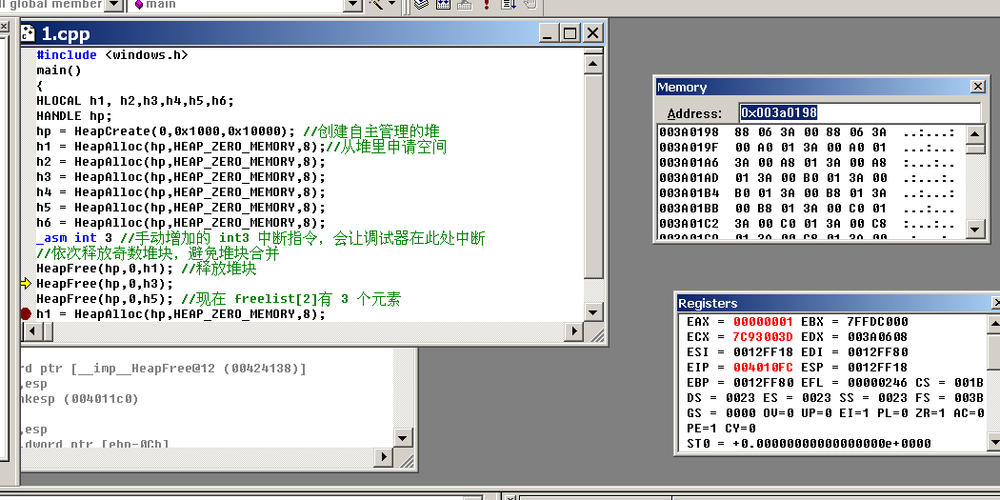 ll global member
main
1.cpp
#include <windows.h>
main()
{
HLOCAL h1, h2,h3,h4,h5,h6;
HANDLE hp;
hp = HeapCreate(0,0x1000,0x10000); //创建自主管理的堆
h1 = HeapAlloc(hp,HEAP_ZERO_MEMORY,8);//从堆里申请空间
h2 = HeapAlloc(hp,HEAP_ZERO_MEMORY,8);
h3 = HeapAlloc(hp,HEAP_ZERO_MEMORY,8);
h4 = HeapAlloc(hp,HEAP_ZERO_MEMORY,8);
h5 = HeapAlloc(hp,HEAP_ZERO_MEMORY,8);
h6 = HeapAlloc(hp,HEAP_ZERO_MEMORY,8);
_asm int 3 //手动增加的 int3 中断指令，会让调试器在此处中断
//依次释放奇数堆块，避免堆块合并
HeapFree(hp,0,h1); //释放堆块
HeapFree(hp,0,h3);
HeapFree(hp,0,h5); //现在 freelist[2]有 3 个元素
h1 = HeapAlloc(hp,HEAP_ZERO_MEMORY,8);
rd ptr [__imp__HeapFree@12 (00424138)]
,esp
nkesp (004011c0)
,esp
,dword ptr [ebp-0Ch]
Memory
Address: 0x003a0198
003A0198 88 06 3A 00 88 06 3A ..:...:
003A019F 00 A0 01 3A 00 A0 01 ...:...
003A01A6 3A 00 A8 01 3A 00 A8 :...:..
003A01AD 01 3A 00 B0 01 3A 00 .:...:.
003A01B4 B0 01 3A 00 B8 01 3A ..:...:
003A01BB 00 B8 01 3A 00 C0 01 ...:...
003A01C2 3A 00 C0 01 3A 00 C8 :...:..
003A01C9 01 3A 00 C8 01 3A 00 .:...:.
Registers
EAX = 00000001 EBX = 7FFDC000
ECX = 7C93003D EDX = 003A0608
ESI = 0012FF18 EDI = 0012FF80
EIP = 004010FC ESP = 0012FF18
EBP = 0012FF80 EFL = 00000246 CS = 001B
DS = 0023 ES = 0023 SS = 0023 FS = 003B
GS = 0000 OV=0 UP=0 EI=1 PL=0 ZR=1 AC=0
PE=1 CY=0
ST0 = +0.00000000000000000e+0000